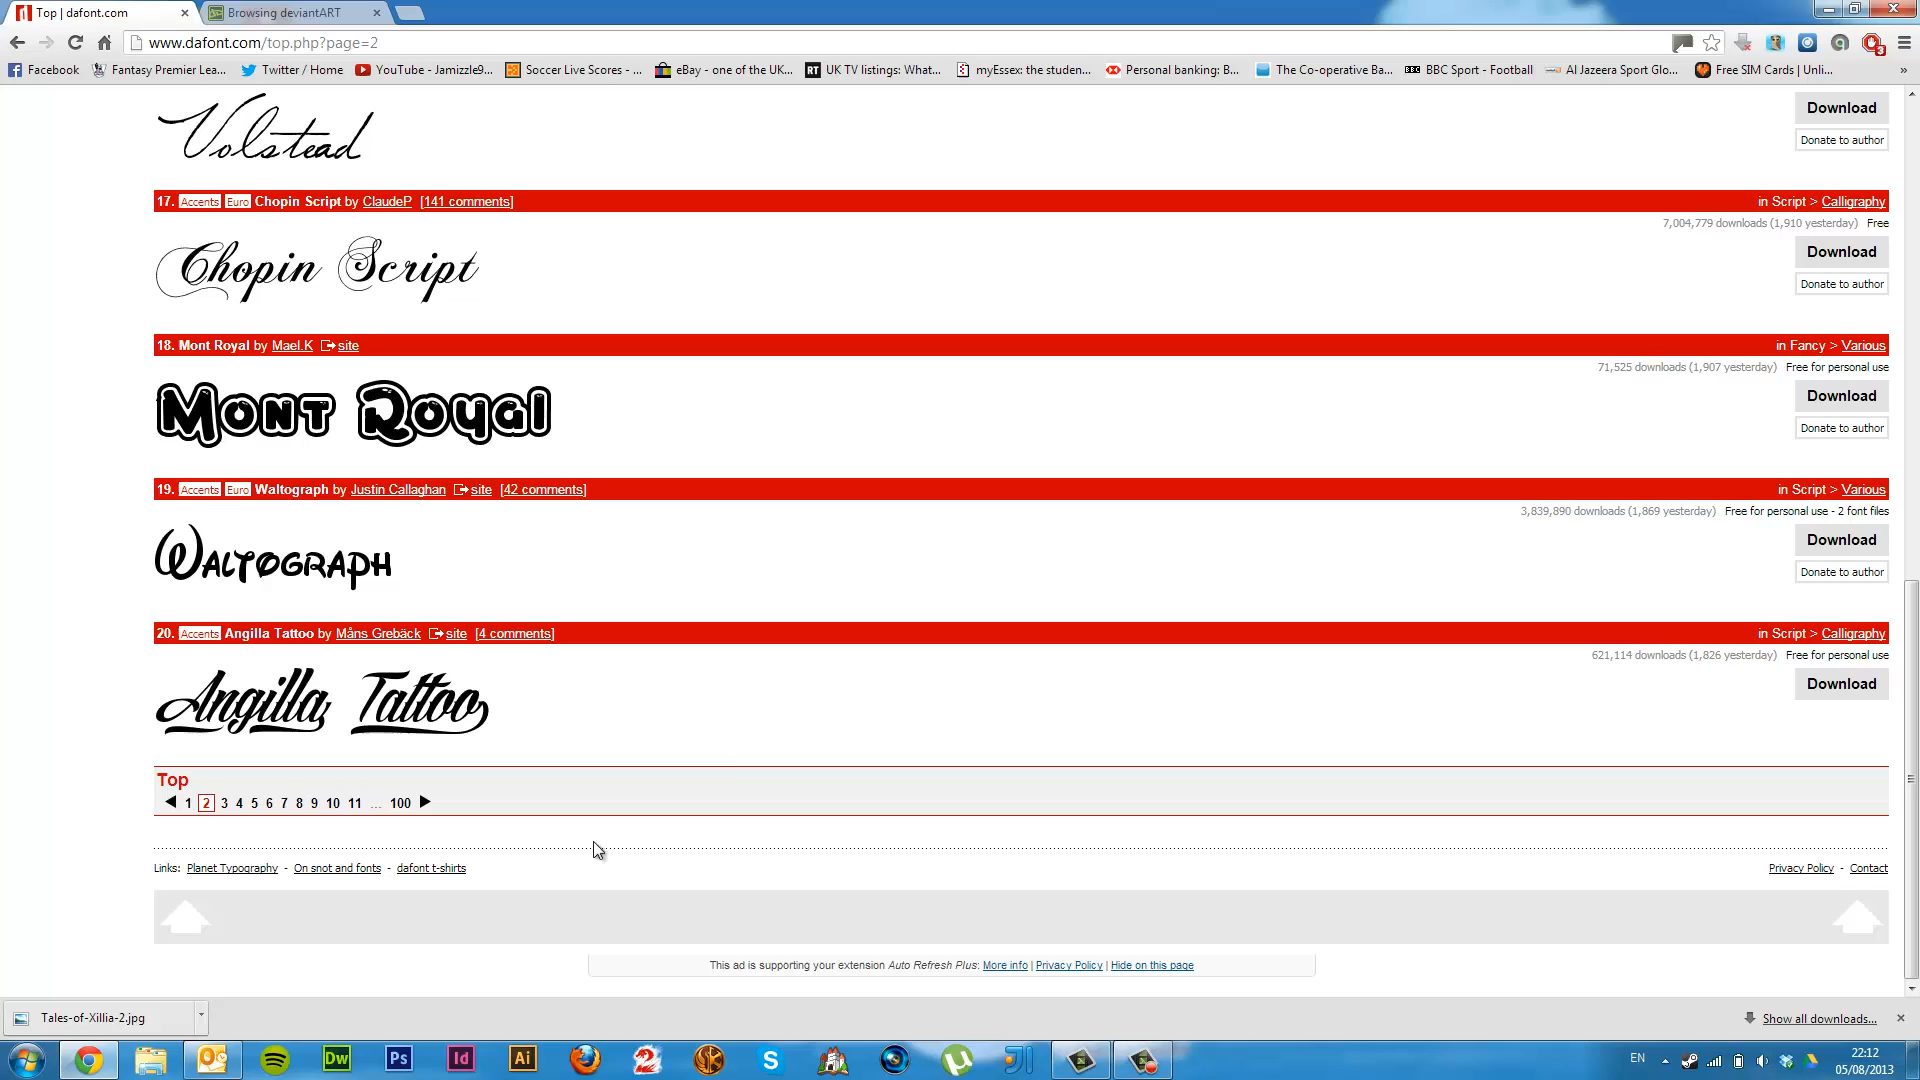 Top | dafont.com
Browsing deviantART
www.dafont.com/top.php?page=2
3
Facebook
Fantasy Premier Lea...
Twitter / Home
YouTube - Jamizzle9...
Soccer Live Scores - ...
eBay - one of the UK...
RT UK TV listings: What...
myEssex: the studen...
Personal banking: B...
The Co-operative Ba...
BBC BBC Sport - Football
Al Jazeera Sport Glo...
Free SIM Cards | Unli...
»
Volstead
Download
Donate to author
17. Accents Euro Chopin Script by ClaudeP [141 comments]
in Script > Calligraphy
7,004,779 downloads (1,910 yesterday) Free
Chopin Script
Download
Donate to author
18. Mont Royal by Mael.K site
in Fancy > Various
71,525 downloads (1,907 yesterday) Free for personal use
Mont Royal
Download
Donate to author
19. Accents Euro Waltograph by Justin Callaghan site [42 comments]
in Script > Various
3,839,890 downloads (1,869 yesterday) Free for personal use - 2 font files
Waltograph
Download
Donate to author
20. Accents Angilla Tattoo by Måns Grebäck site [4 comments]
in Script > Calligraphy
621,114 downloads (1,826 yesterday) Free for personal use
Angilla Tattoo
Download
Top
1 2 3 4 5 6 7 8 9 10 11 ... 100
Links: Planet Typography - On snot and fonts - dafont t-shirts
Privacy Policy - Contact
This ad is supporting your extension Auto Refresh Plus: More info | Privacy Policy | Hide on this page
Tales-of-Xillia-2.jpg
Show all downloads...
Dw
Ps
Id
Ai
EN
22:12
05/08/2013